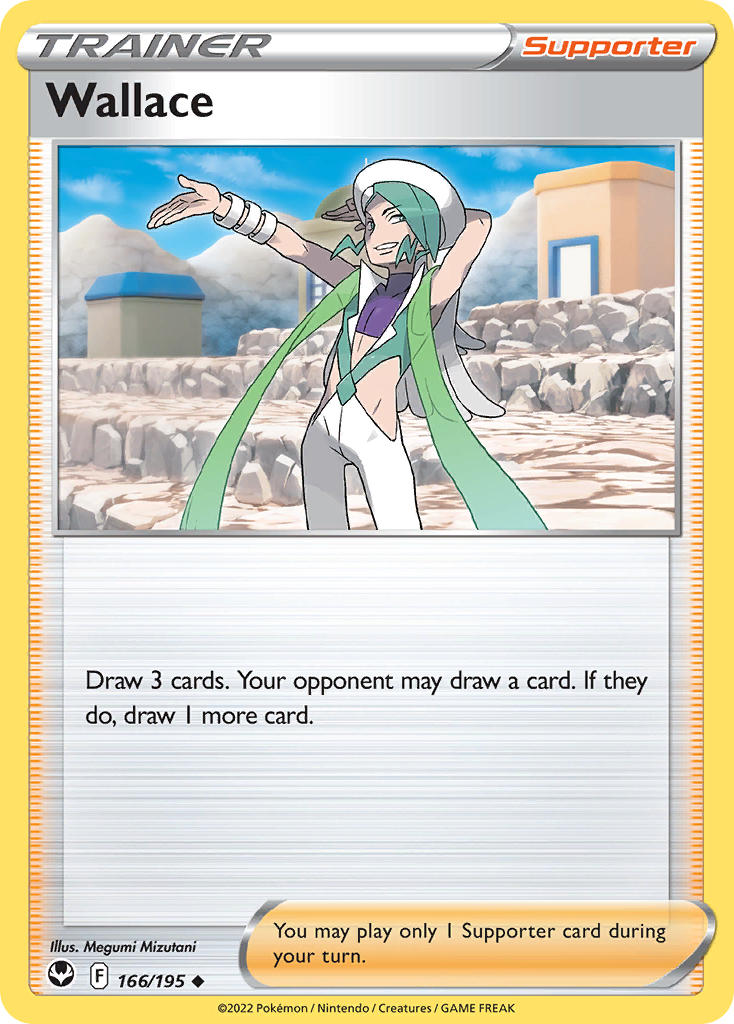 TRAINER
Supporter
Wallace
Draw 3 cards. Your opponent may draw a card. If they
do, draw 1 more card.
Illus. Megumi Mizutani
You may play only 1 Supporter card during
your turn.
F 166/195
©2022 Pokémon / Nintendo / Creatures / GAME FREAK